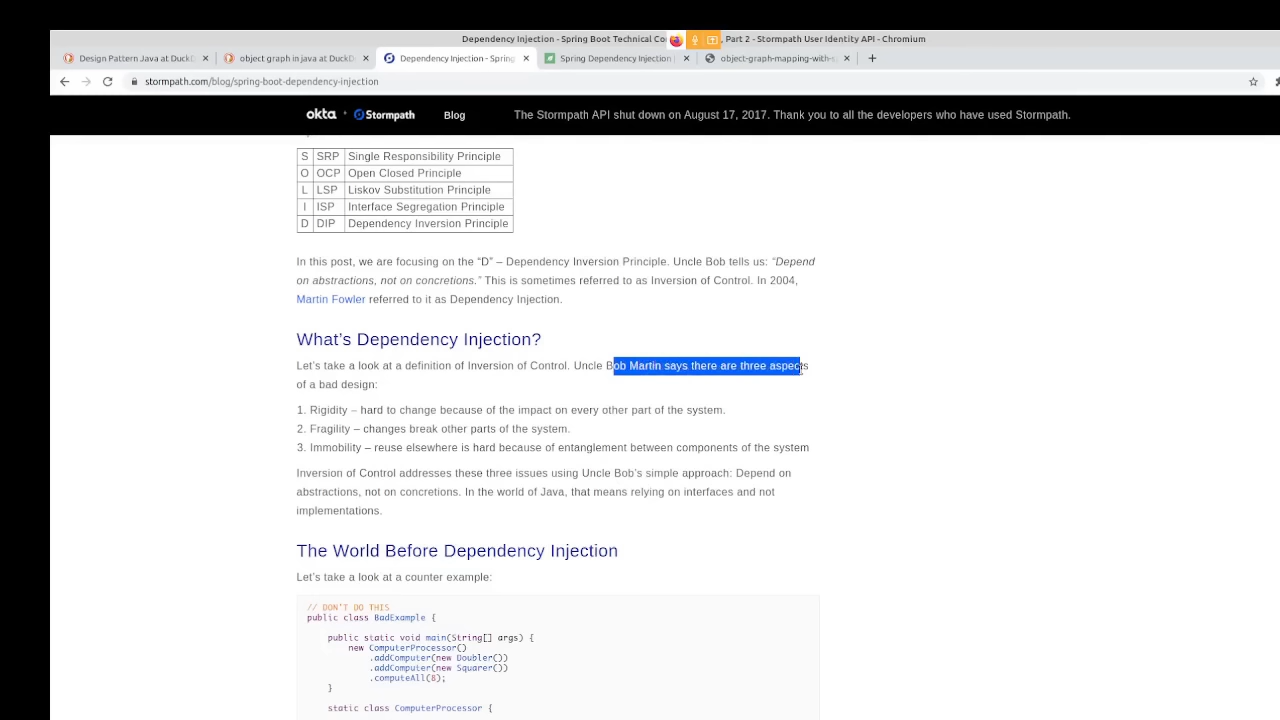 Dependency Injection - Spring Boot Technical Co , Part 2 - Stormpath User Identity API - Chromium
Design Pattern Java at DuckD
object graph in java at DuckD
Dependency Injection - Spring
Spring Dependency Injection
object-graph-mapping-with-s
stormpath.com/blog/spring-boot-dependency-injection
okta Stormpath Blog The Stormpath API shut down on August 17, 2017. Thank you to all the developers who have used Stormpath.
S SRP Single Responsibility Principle
O OCP Open Closed Principle
L LSP Liskov Substitution Principle
I ISP Interface Segregation Principle
D DIP Dependency Inversion Principle
In this post, we are focusing on the “D” – Dependency Inversion Principle. Uncle Bob tells us: “Depend
on abstractions, not on concretions.” This is sometimes referred to as Inversion of Control. In 2004,
Martin Fowler referred to it as Dependency Injection.
What’s Dependency Injection?
Let’s take a look at a definition of Inversion of Control. Uncle Bob Martin says there are three aspects
of a bad design:
1. Rigidity – hard to change because of the impact on every other part of the system.
2. Fragility – changes break other parts of the system.
3. Immobility – reuse elsewhere is hard because of entanglement between components of the system
Inversion of Control addresses these three issues using Uncle Bob’s simple approach: Depend on
abstractions, not on concretions. In the world of Java, that means relying on interfaces and not
implementations.
The World Before Dependency Injection
Let’s take a look at a counter example:
// DON'T DO THIS
public class BadExample {
public static void main(String[] args) {
new ComputerProcessor()
.addComputer(new Doubler())
.addComputer(new Squarer())
.computeAll(8);
}
static class ComputerProcessor {